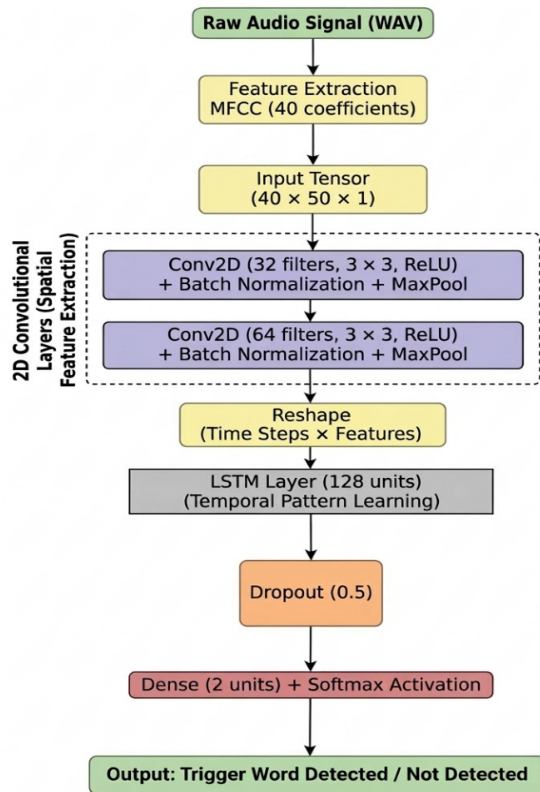 Raw Audio Signal (WAV)
Feature Extraction
MFCC (40 coefficients)
Input Tensor
(40 × 50 × 1)
2D Convolutional
Layers (Spatial
Feature Extraction)
Conv2D (32 filters, 3 × 3, ReLU)
+ Batch Normalization + MaxPool
Conv2D (64 filters, 3 × 3, ReLU)
+ Batch Normalization + MaxPool
Reshape
(Time Steps × Features)
LSTM Layer (128 units)
(Temporal Pattern Learning)
Dropout (0.5)
Dense (2 units) + Softmax Activation
Output: Trigger Word Detected / Not Detected